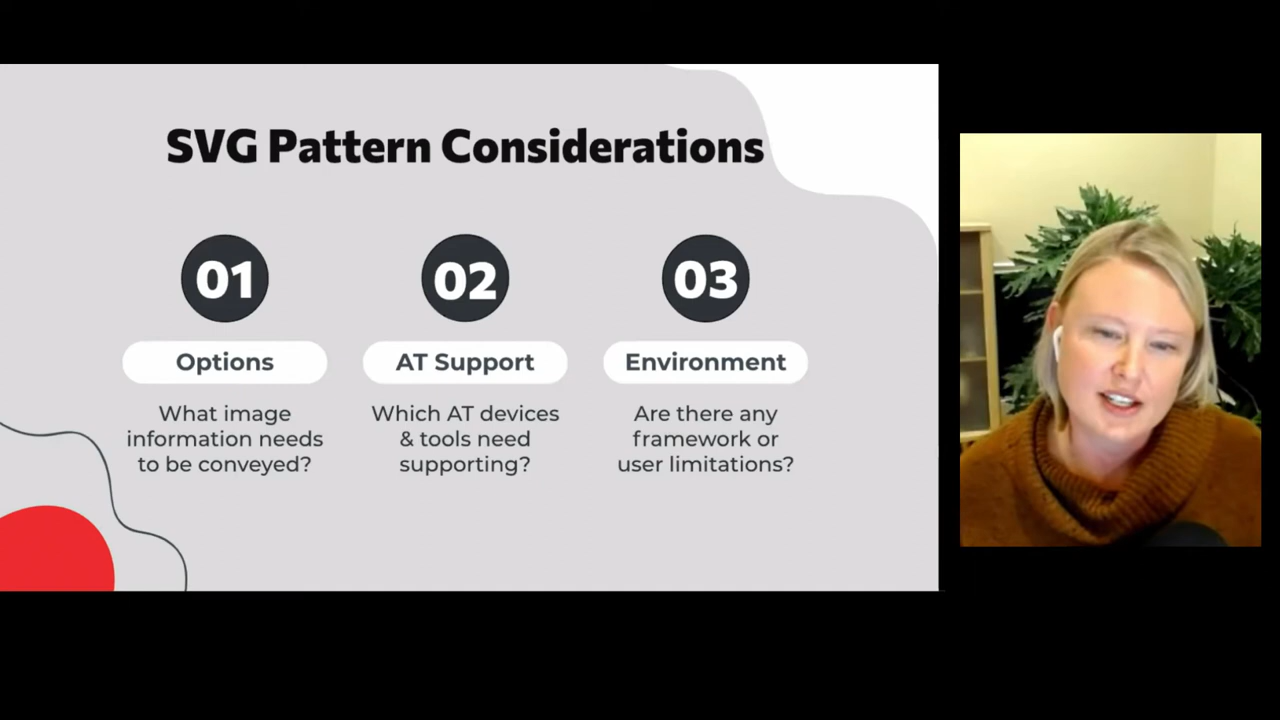 SVG Pattern Considerations
01
Options
What image
information needs
to be conveyed?
02
AT Support
Which AT devices
& tools need
supporting?
03
Environment
Are there any
framework or
user limitations?